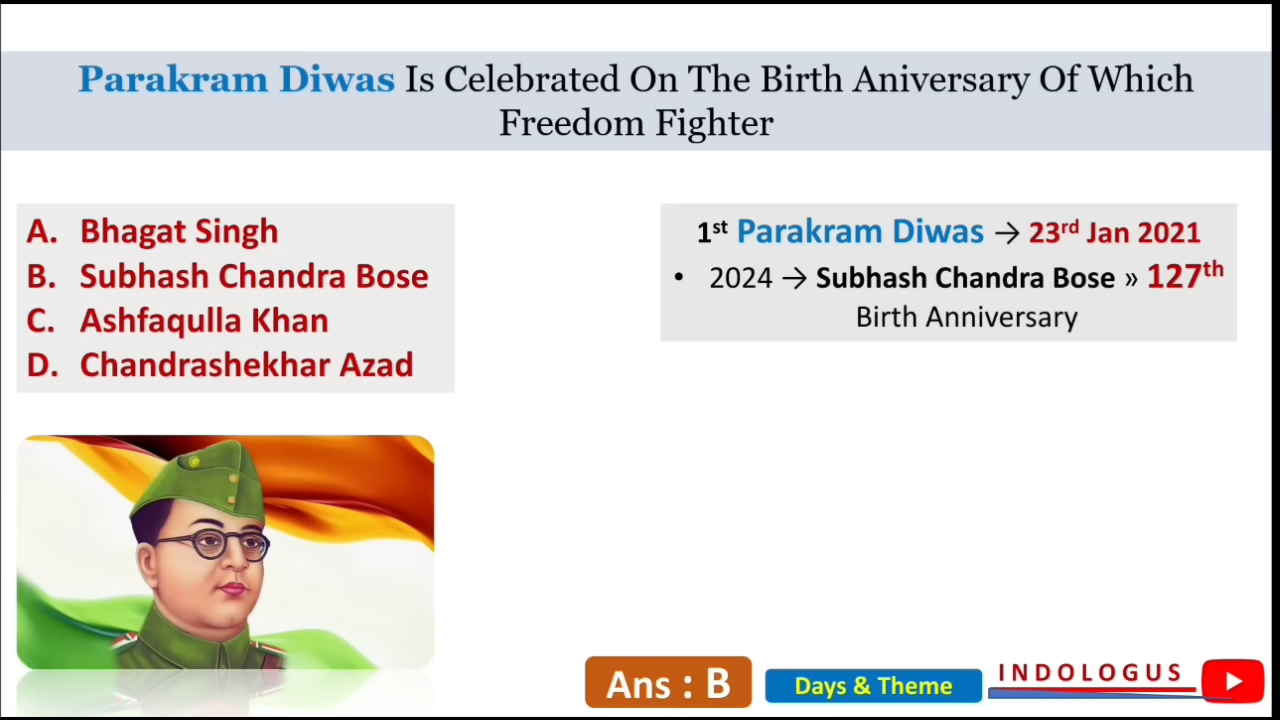 Parakram Diwas Is Celebrated On The Birth Aniversary Of Which
Freedom Fighter
A. Bhagat Singh
B. Subhash Chandra Bose
C. Ashfaqulla Khan
D. Chandrashekhar Azad
1st Parakram Diwas → 23rd Jan 2021
• 2024 → Subhash Chandra Bose » 127th
Birth Anniversary
Ans : B
Days & Theme
INDOLOGUS